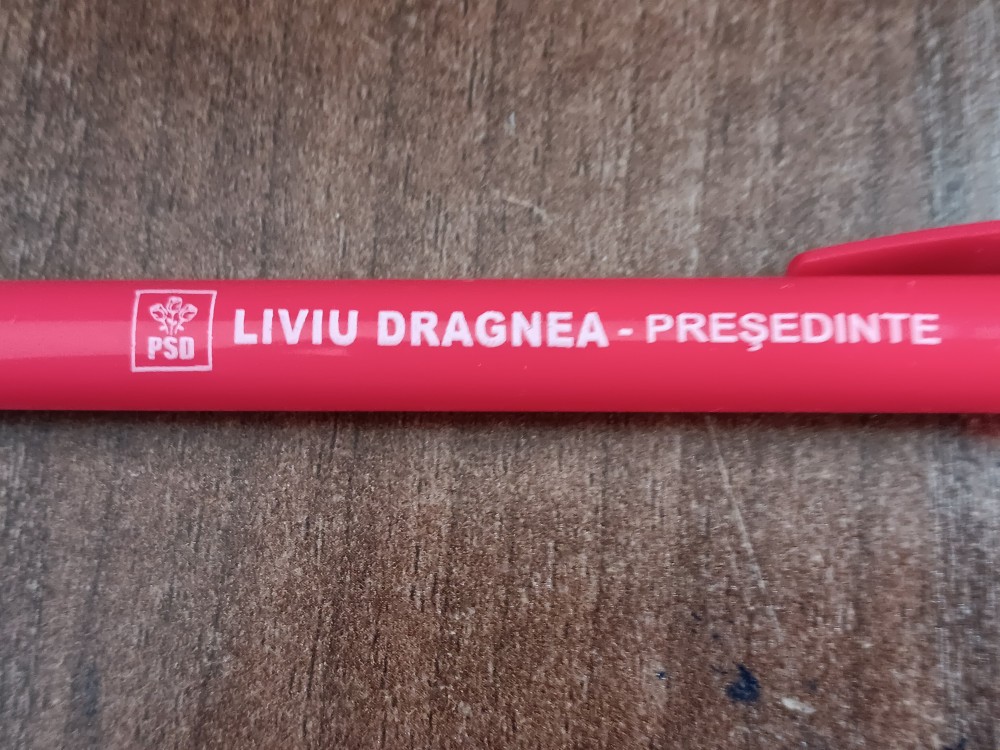 PSD
LIVIU DRAGNEA - PREŞEDINTE